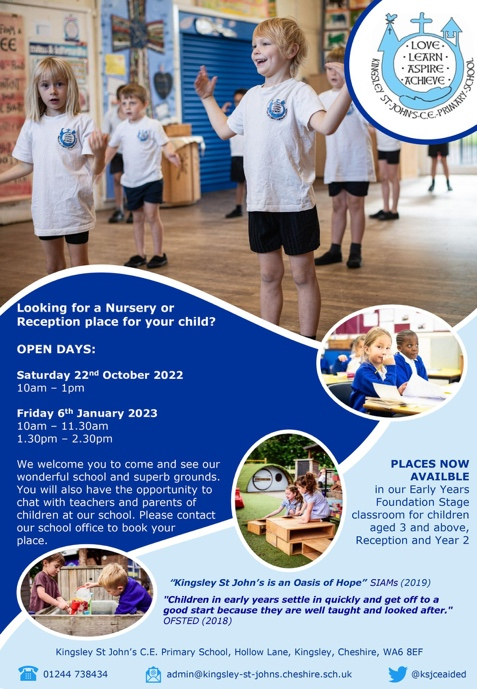 · LOVE ·
· LEARN ·
ASPIRE ·
ACHIEVE
KINGSLEY ST.JOHN'S·C.E.·PRIMARY·SCHOOL
Looking for a Nursery or
Reception place for your child?
OPEN DAYS:
Saturday 22nd October 2022
10am – 1pm
Friday 6th January 2023
10am – 11.30am
1.30pm – 2.30pm
We welcome you to come and see our
wonderful school and superb grounds.
You will also have the opportunity to
chat with teachers and parents of
children at our school. Please contact
our school office to book your
place.
PLACES NOW
AVAILBLE
in our Early Years
Foundation Stage
classroom for children
aged 3 and above,
Reception and Year 2
"Kingsley St John's is an Oasis of Hope" SIAMs (2019)
"Children in early years settle in quickly and get off to a
good start because they are well taught and looked after."
OFSTED (2018)
Kingsley St John's C.E. Primary School, Hollow Lane, Kingsley, Cheshire, WA6 8EF
01244 738434
admin@kingsley-st-johns.cheshire.sch.uk
@ksjceaided